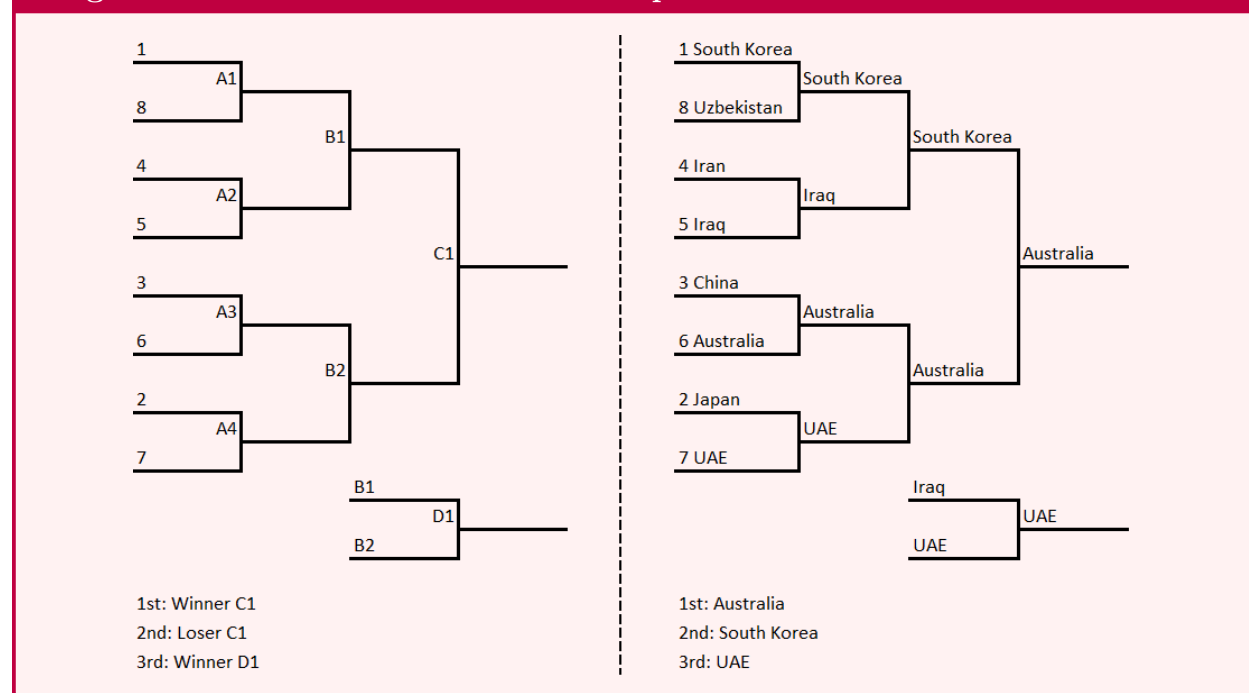 1
A1
8
B1
4
A2
5
C1
3
A3
6
B2
2
A4
7
B1
D1
B2
1st: Winner C1
2nd: Loser C1
3rd: Winner D1
1 South Korea
South Korea
8 Uzbekistan
South Korea
4 Iran
Iraq
5 Iraq
Australia
3 China
Australia
6 Australia
Australia
2 Japan
UAE
7 UAE
Iraq
UAE
UAE
1st: Australia
2nd: South Korea
3rd: UAE